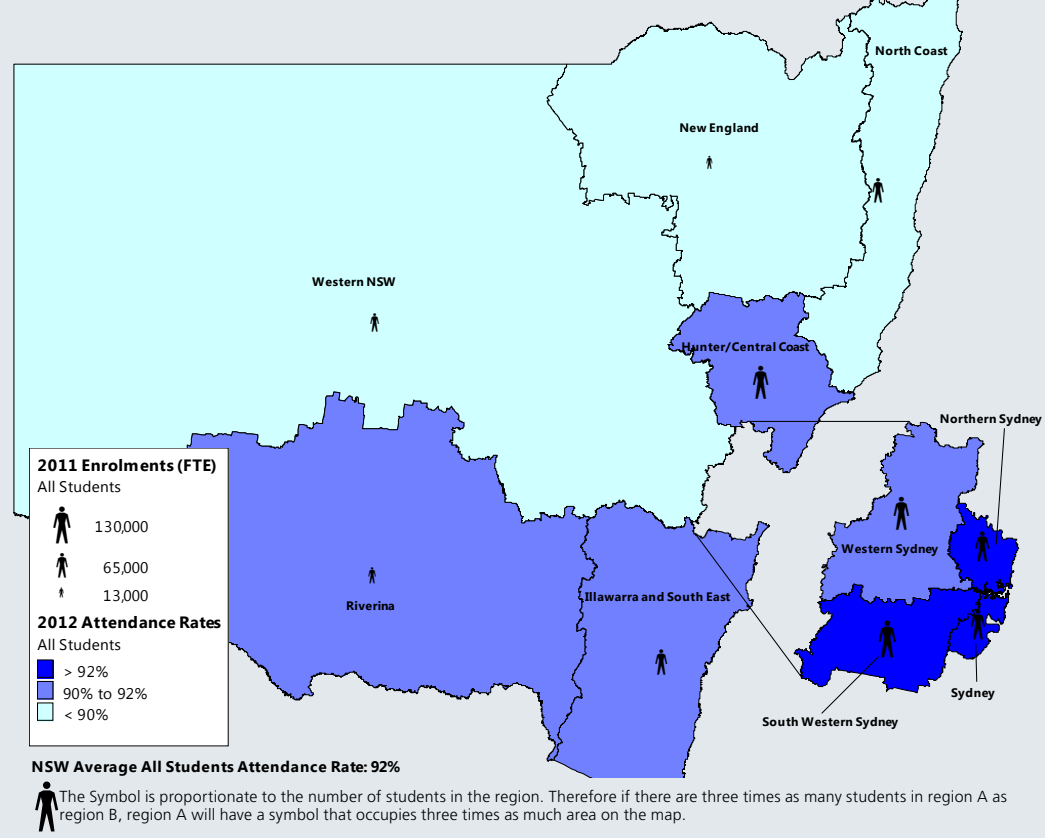 North Coast
New England
Western NSW
Hunter/Central Coast
Northern Sydney
2011 Enrolments (FTE)
All Students
130,000
65,000
13,000
2012 Attendance Rates
All Students
> 92%
90% to 92%
< 90%
Western Sydney
Riverina
Illawarra and South East
Sydney
South Western Sydney
NSW Average All Students Attendance Rate: 92%
The Symbol is proportionate to the number of students in the region. Therefore if there are three times as many students in region A as
region B, region A will have a symbol that occupies three times as much area on the map.